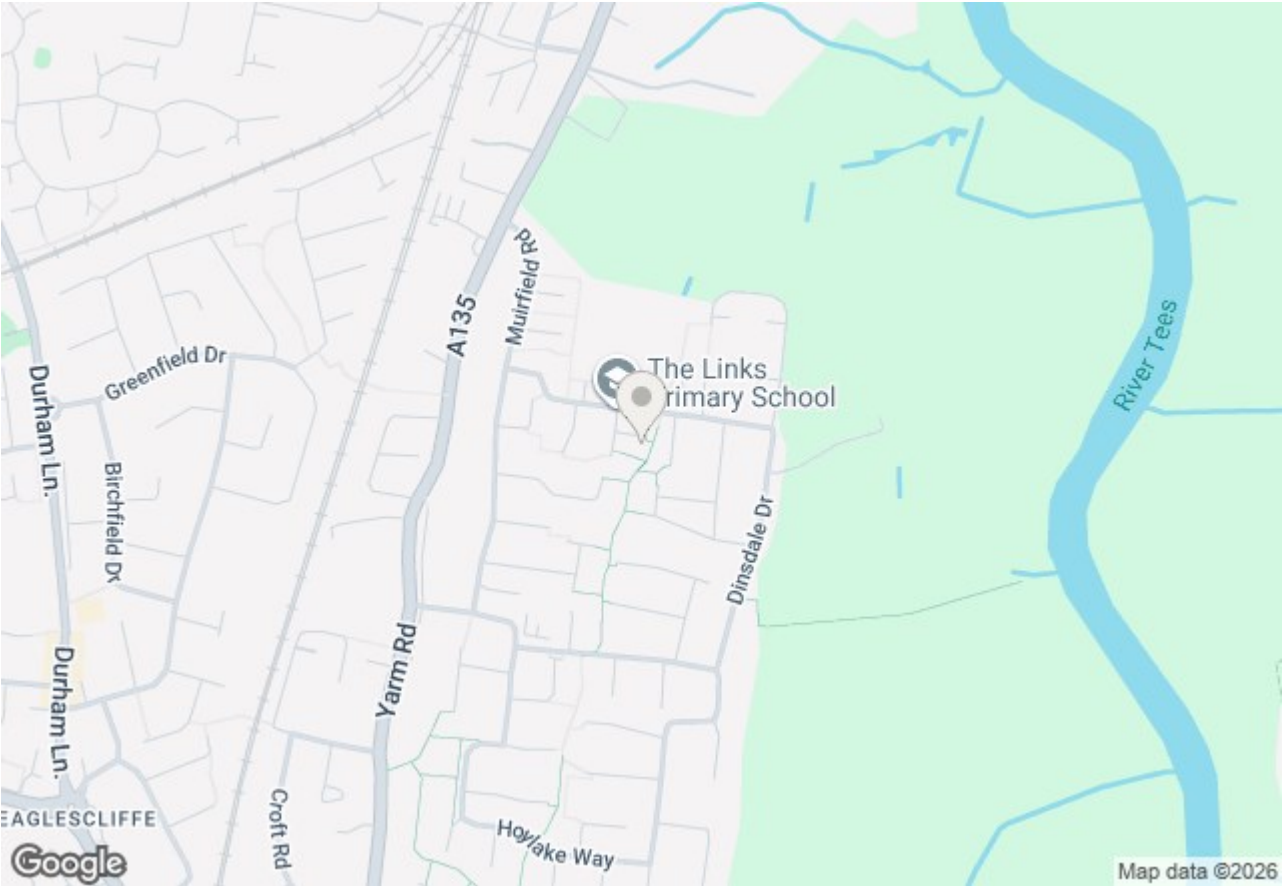 Muirfield Rd
A135
River Tees
The Links
Primary School
Greenfield Dr
Durham Ln.
Birchfield Dr
Dinsdale Dr
Yarm Rd
Durham Ln.
Croft Rd
EAGLESCLIFFE
Hoylake Way
Google
Map data ©2026